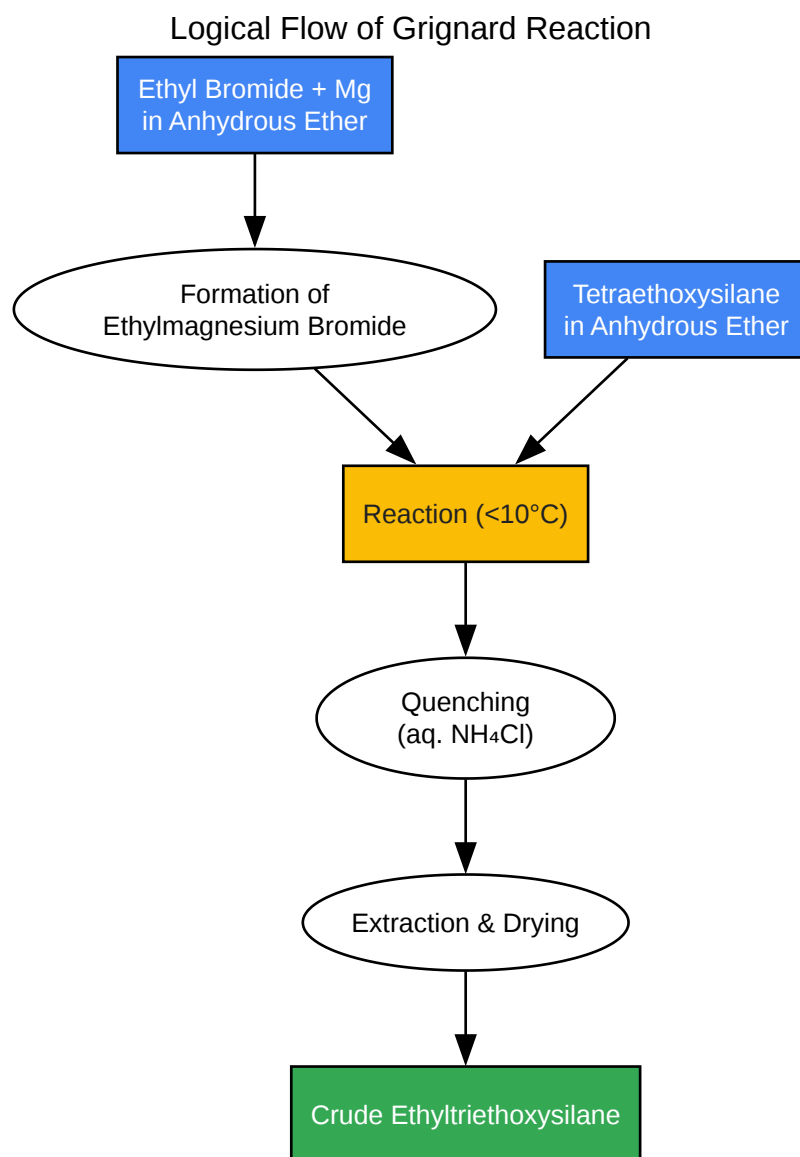 Logical Flow of Grignard Reaction
Ethyl Bromide + Mg
in Anhydrous Ether
Formation of
Ethylmagnesium Bromide
Tetraethoxysilane
in Anhydrous Ether
Reaction (<10°C)
Quenching
(aq. NH₄Cl)
Extraction & Drying
Crude Ethyltriethoxysilane